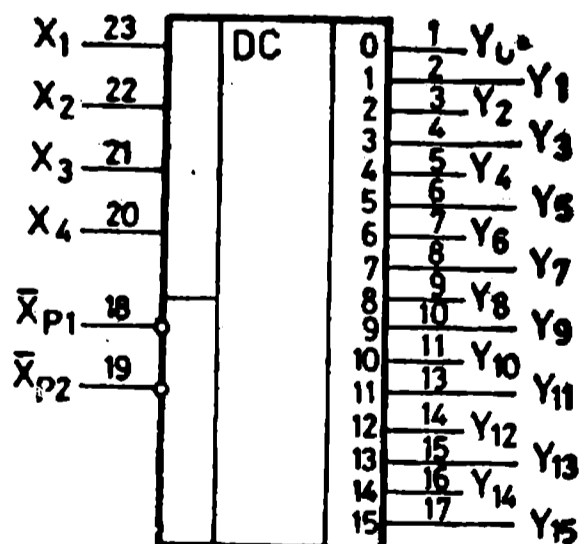 X₁ 23 DC 0 1 Y₀
1 2 Y1
X₂ 22 2 3 Y₂
3 4 Y₃
X₃ 21 4 5 Y₄
5 6 Y₅
X₄ 20 6 7 Y₆
7 8 Y₇
8 9 Y₈
X̅P1 18 9 10 Y₉
10 11 Y₁₀
X̅P2 19 11 13 Y₁₁
12 14 Y₁₂
13 15 Y₁₃
14 16 Y₁₄
15 17 Y₁₅